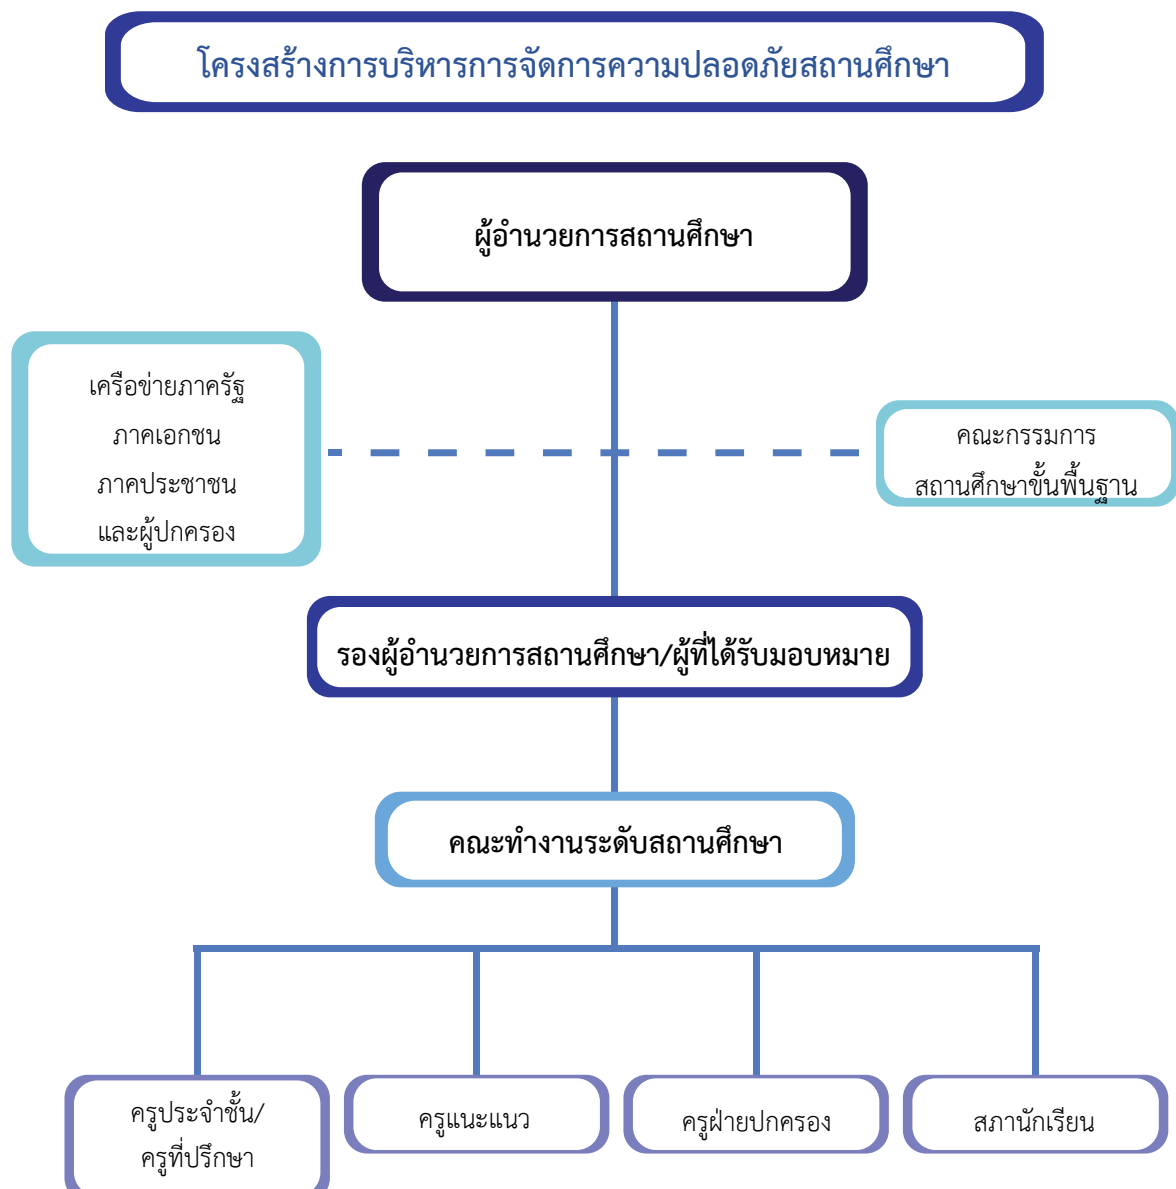 โครงสร้างการบริหารการจัดการความปลอดภัยสถานศึกษา
ผู้อำนวยการสถานศึกษา
เครือข่ายภาครัฐ
ภาคเอกชน
ภาคประชาชน
และผู้ปกครอง
คณะกรรมการ
สถานศึกษาขั้นพื้นฐาน
รองผู้อำนวยการสถานศึกษา/ผู้ที่ได้รับมอบหมาย
คณะทำงานระดับสถานศึกษา
ครูประจำชั้น/
ครูที่ปรึกษา
ครูแนะแนว
ครูฝ่ายปกครอง
สภานักเรียน